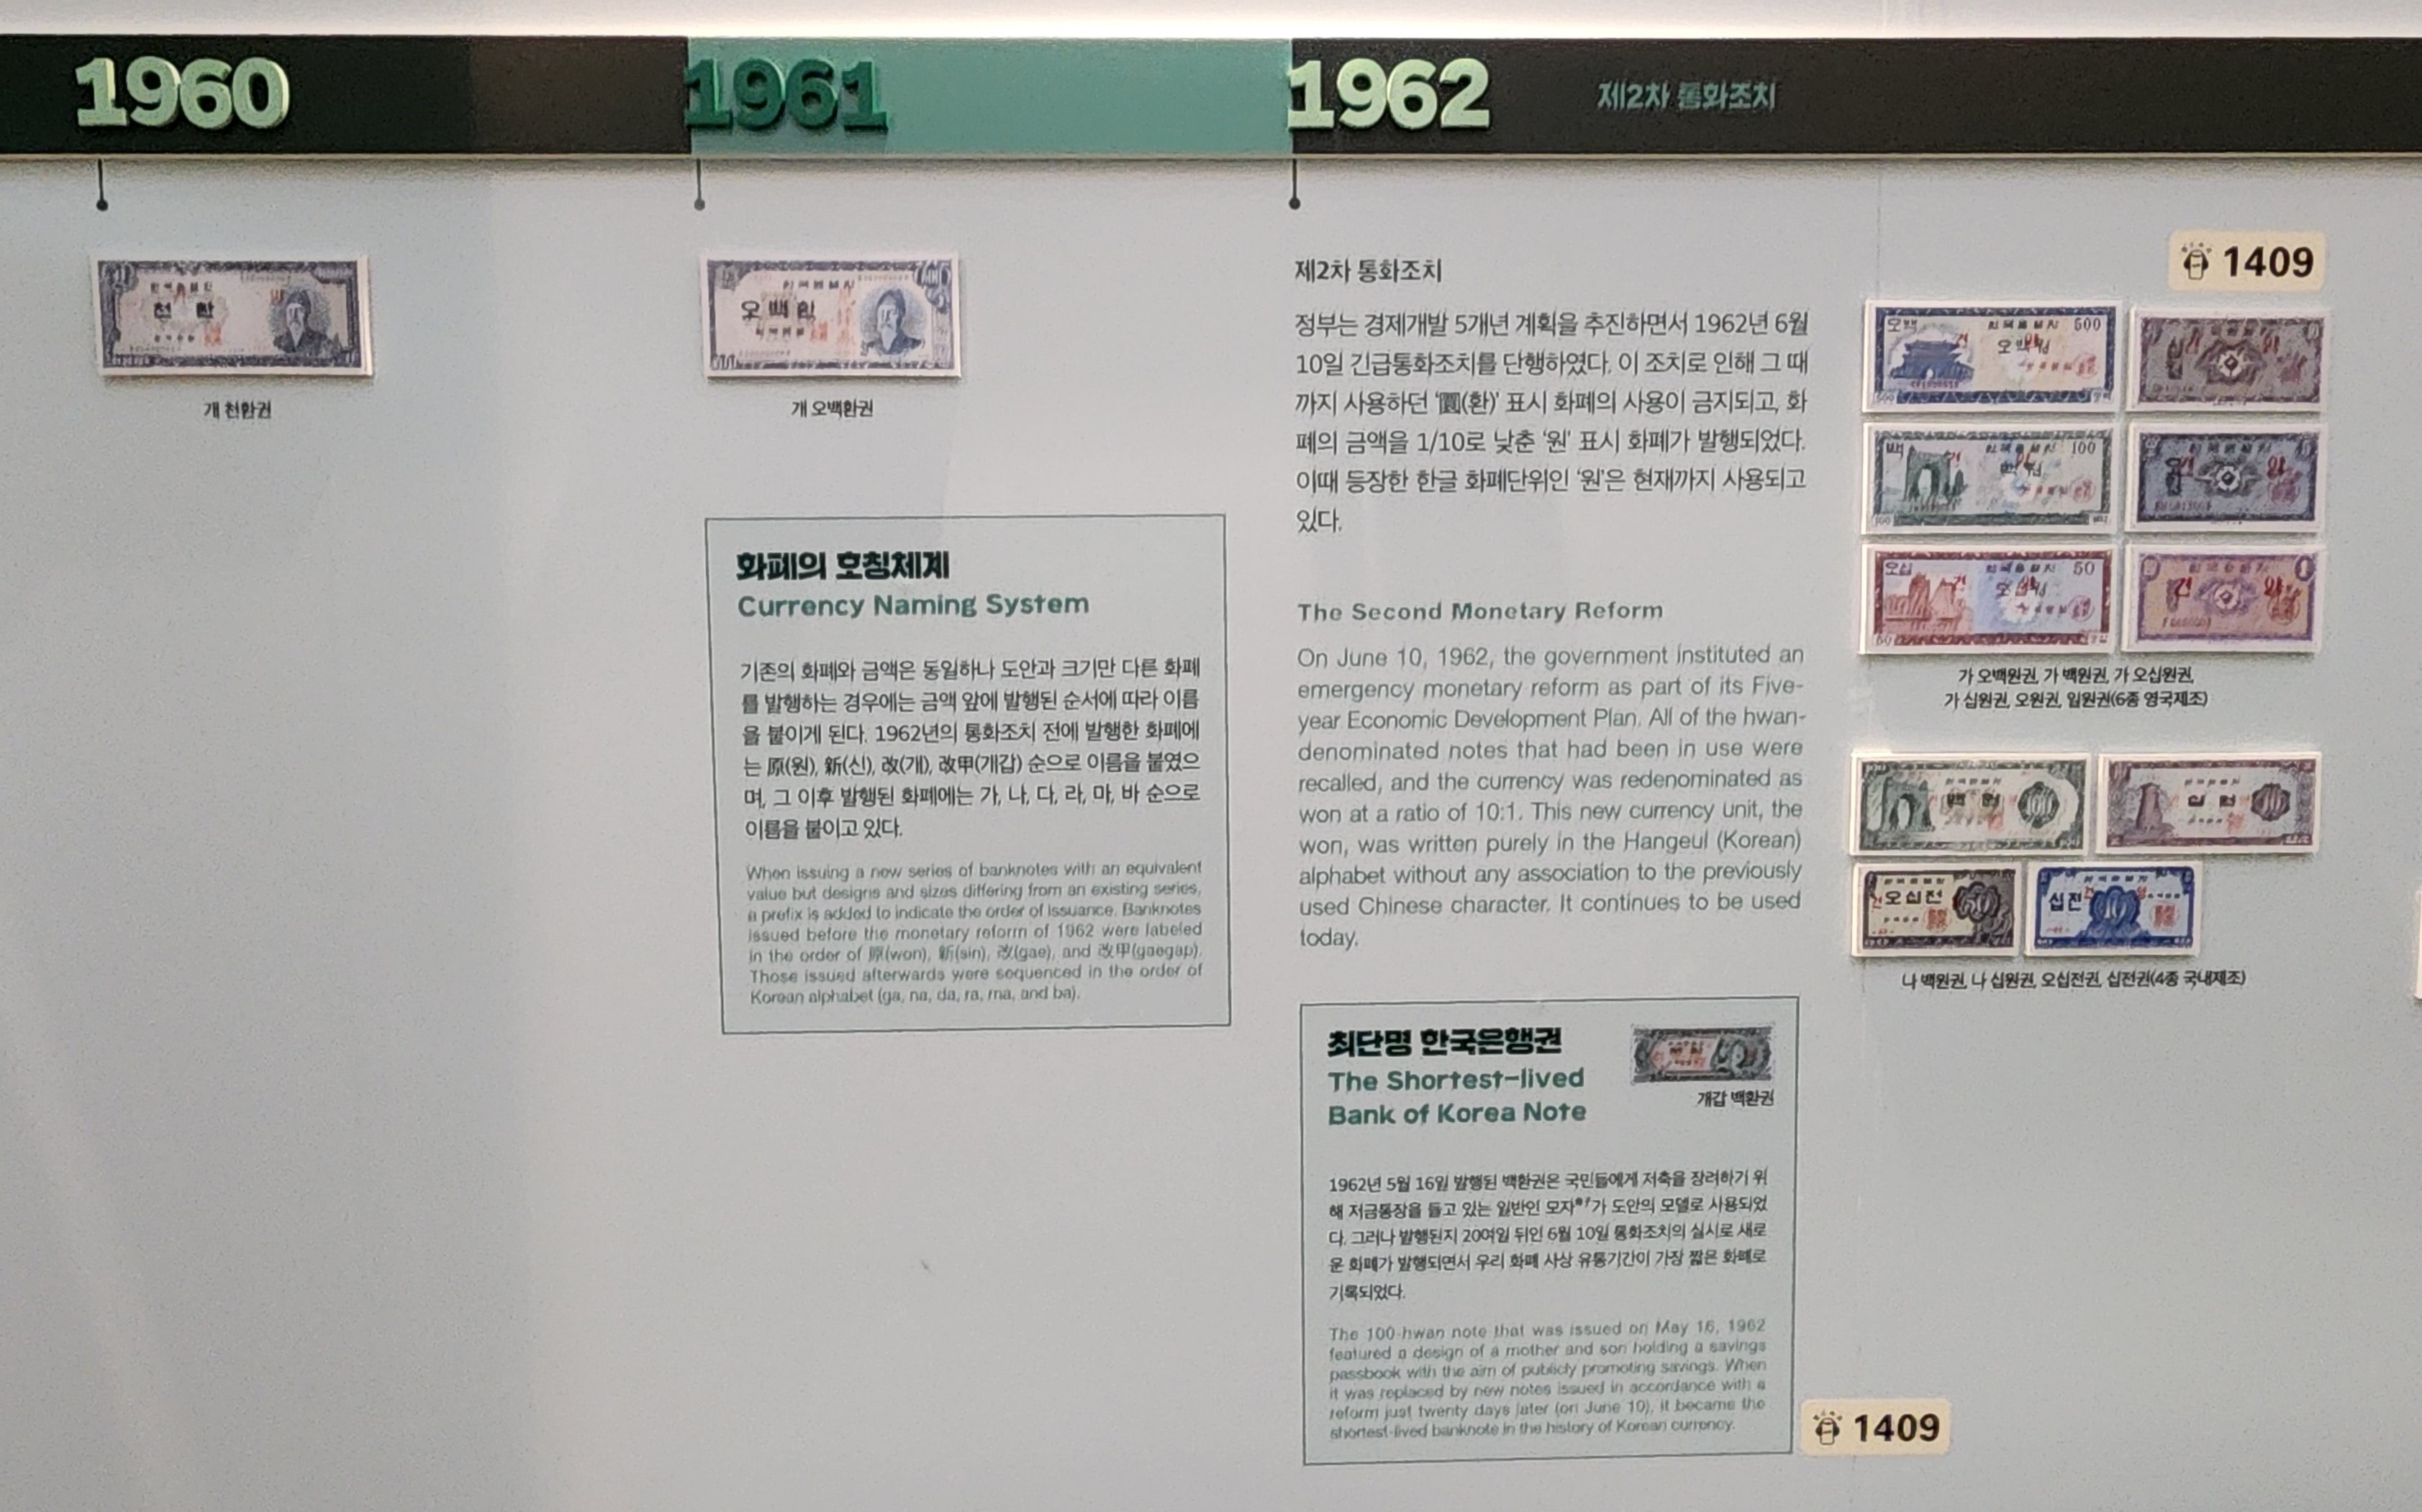 1960
1961
1962
제2차 통화조치
천 환
개 천환권
오백환
개 오백환권
화폐의 호칭체계
Currency Naming System
기존의 화폐와 금액은 동일하나 도안과 크기만 다른 화폐
를 발행하는 경우에는 금액 앞에 발행된 순서에 따라 이름
을 붙이게 된다. 1962년의 통화조치 전에 발행한 화폐에
는 原(원), 新(신), 改(개), 改甲(개갑) 순으로 이름을 붙였으
며, 그 이후 발행된 화폐에는 가, 나, 다, 라, 마, 바 순으로
이름을 붙이고 있다.
When issuing a new series of banknotes with an equivalent
value but designs and sizes differing from an existing series,
a prefix is added to indicate the order of issuance. Banknotes
issued before the monetary reform of 1962 were labeled
in the order of 原(won), 新(sin), 改(gae), and 改甲(gaegap).
Those issued afterwards were sequenced in the order of
Korean alphabet (ga, na, da, ra, ma, and ba).
제2차 통화조치
정부는 경제개발 5개년 계획을 추진하면서 1962년 6월
10일 긴급통화조치를 단행하였다. 이 조치로 인해 그 때
까지 사용하던 ‘圜(환)’ 표시 화폐의 사용이 금지되고, 화
폐의 금액을 1/10로 낮춘 ‘원’ 표시 화폐가 발행되었다.
이때 등장한 한글 화폐단위인 ‘원’은 현재까지 사용되고
있다.
The Second Monetary Reform
On June 10, 1962, the government instituted an
emergency monetary reform as part of its Five-
year Economic Development Plan. All of the hwan-
denominated notes that had been in use were
recalled, and the currency was redenominated as
won at a ratio of 10:1. This new currency unit, the
won, was written purely in the Hangeul (Korean)
alphabet without any association to the previously
used Chinese character. It continues to be used
today.
최단명 한국은행권
The Shortest-lived
Bank of Korea Note
개갑 백환권
1962년 5월 16일 발행된 백환권은 국민들에게 저축을 장려하기 위
해 저금통장을 들고 있는 일반인 모자가 도안의 모델로 사용되었
다. 그러나 발행된지 20여일 뒤인 6월 10일 통화조치의 실시로 새로
운 화폐가 발행되면서 우리 화폐 사상 유통기간이 가장 짧은 화폐로
기록되었다.
The 100-hwan note that was issued on May 16, 1962
featured a design of a mother and son holding a savings
passbook with the aim of publicly promoting savings. When
it was replaced by new notes issued in accordance with a
reform just twenty days later (on June 10), it became the
shortest-lived banknote in the history of Korean currency.
1409
오백 500
백 100
오십 50
가 오백원권, 가 백원권, 가 오십원권,
가 십원권, 오원권, 일원권(6종 영국제조)
오십전 50
십전 10
나 백원권, 나 십원권, 오십전권, 십전권(4종 국내제조)
1409